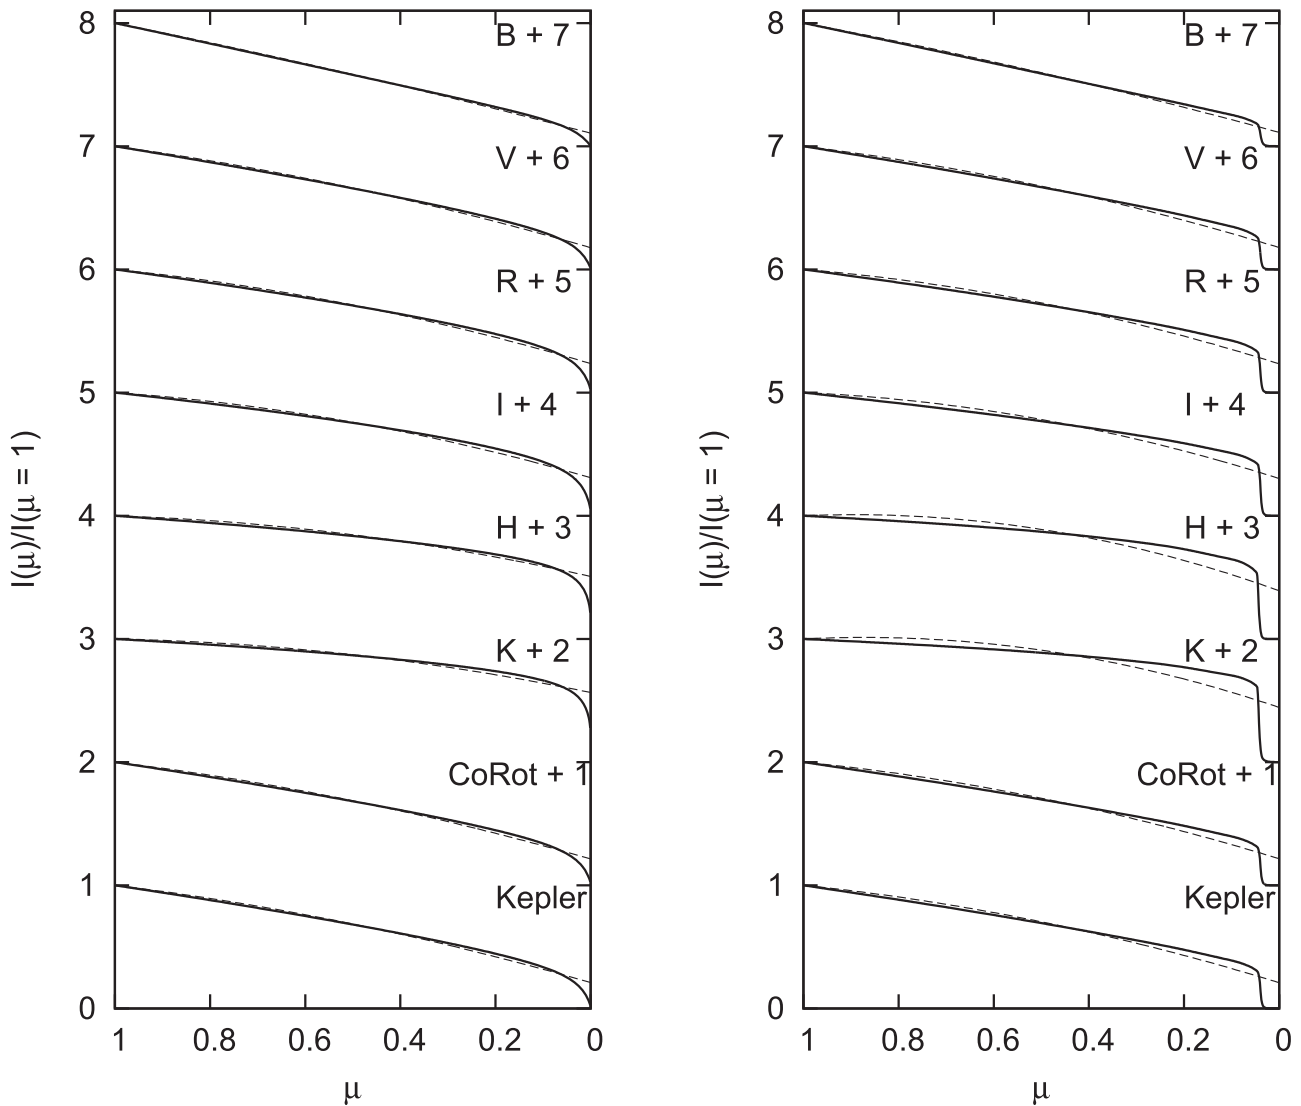 8
B + 7
7
V + 6
6
R + 5
5
I + 4
4
H + 3
3
K + 2
2
CoRot + 1
1
Kepler
0
1 0.8 0.6 0.4 0.2 0
μ
I(μ)/I(μ = 1)
8
B + 7
7
V + 6
6
R + 5
5
I + 4
4
H + 3
3
K + 2
2
CoRot + 1
1
Kepler
0
1 0.8 0.6 0.4 0.2 0
μ
I(μ)/I(μ = 1)